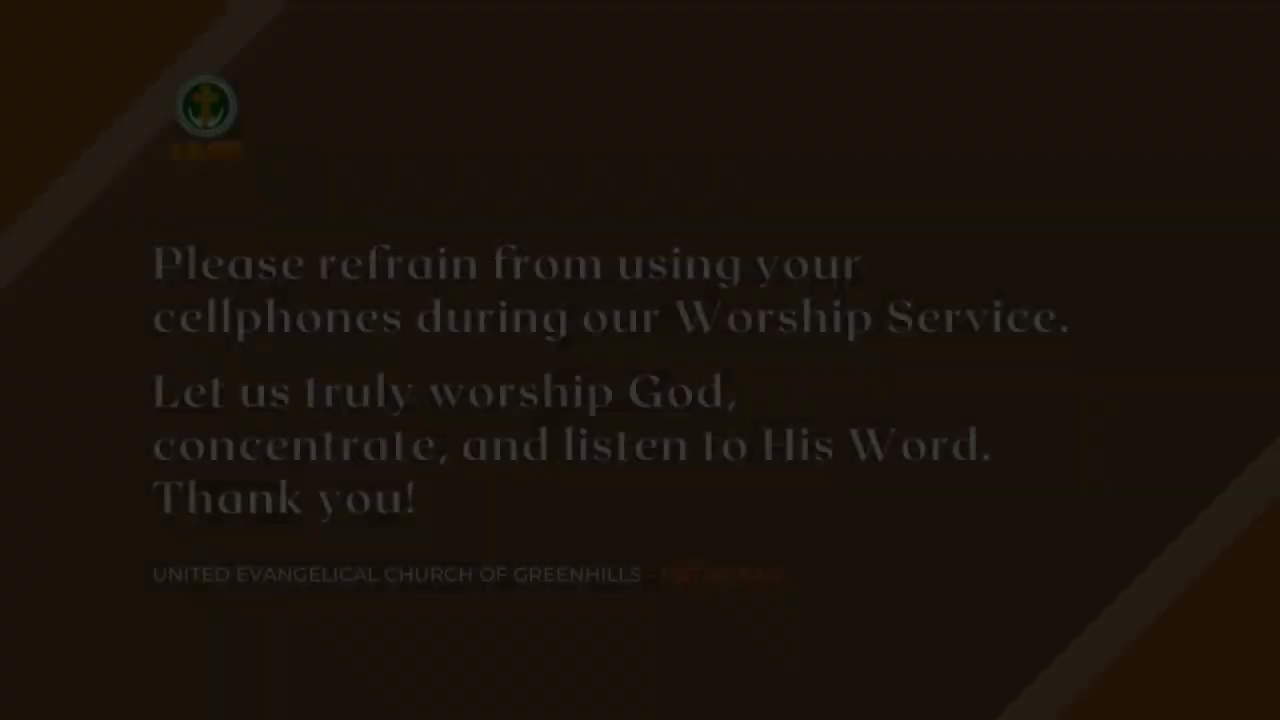 Please refrain from using your
cellphones during our Worship Service.
Let us truly worship God,
concentrate, and listen to His Word.
Thank you!
UNITED EVANGELICAL CHURCH OF GREENHILLS -